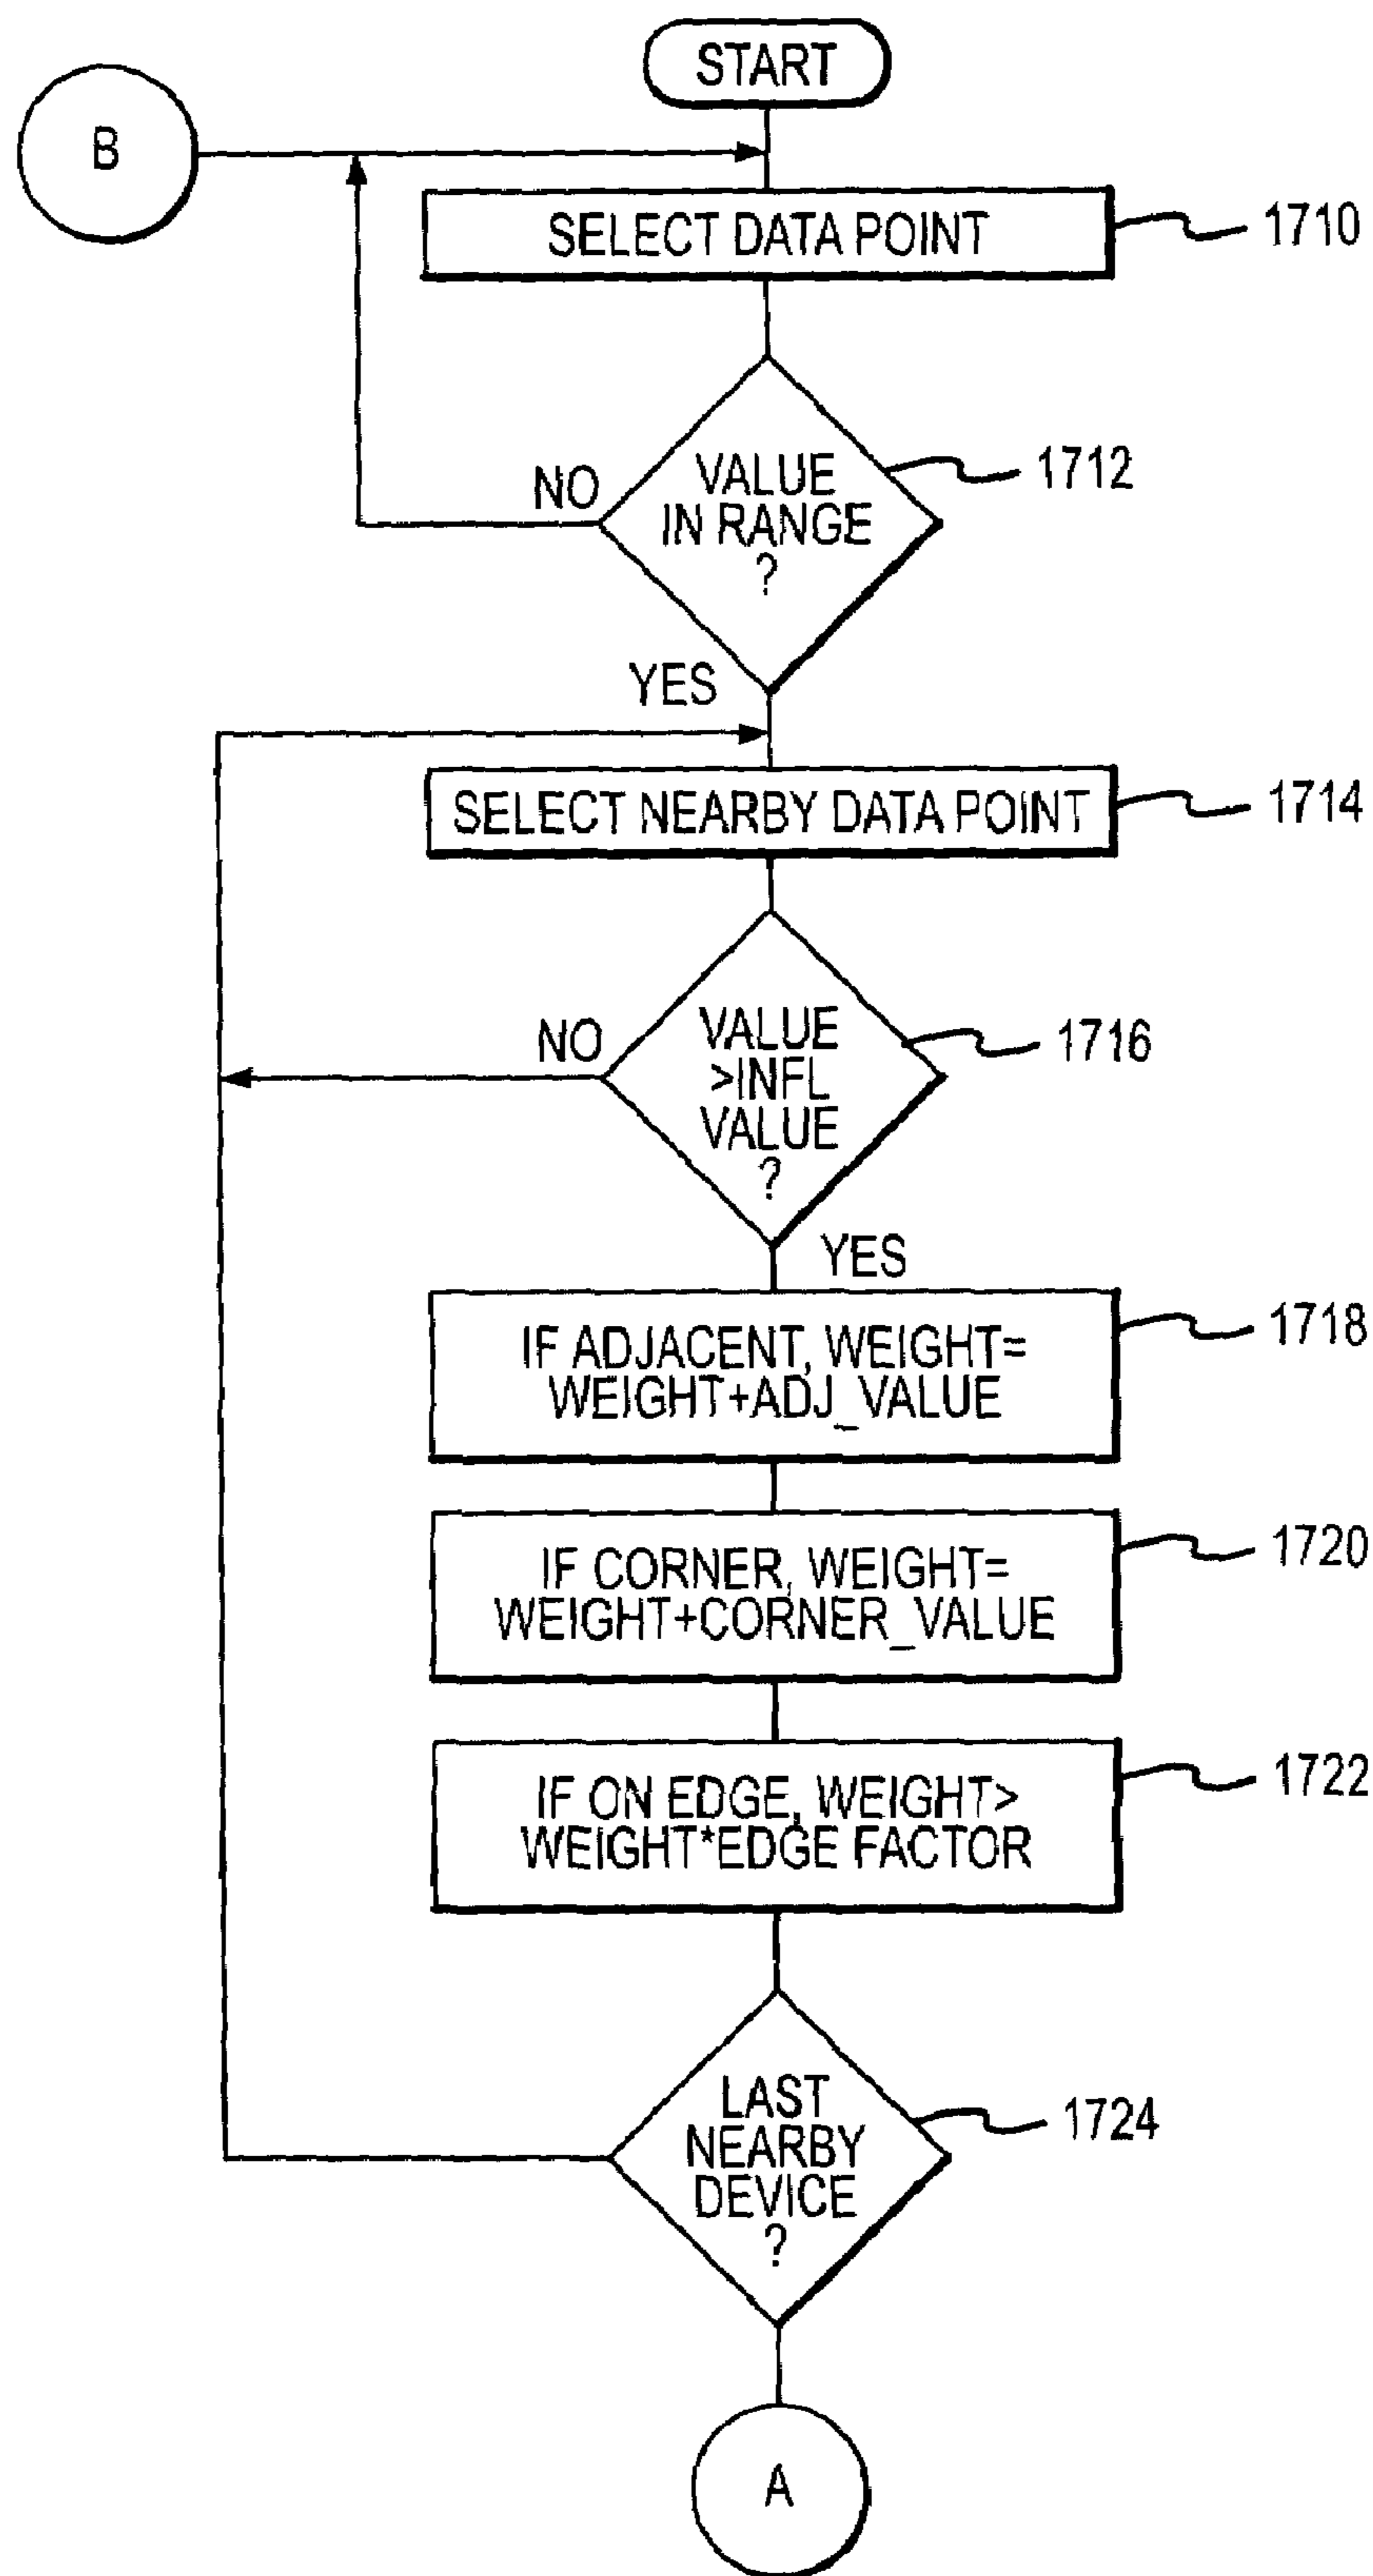 START
B
SELECT DATA POINT
1710
VALUE
IN RANGE
?
1712
NO
YES
SELECT NEARBY DATA POINT
1714
VALUE
>INFL
VALUE
?
1716
NO
YES
IF ADJACENT, WEIGHT=
WEIGHT+ADJ_VALUE
1718
IF CORNER, WEIGHT=
WEIGHT+CORNER_VALUE
1720
IF ON EDGE, WEIGHT>
WEIGHT*EDGE FACTOR
1722
LAST
NEARBY
DEVICE
?
1724
A